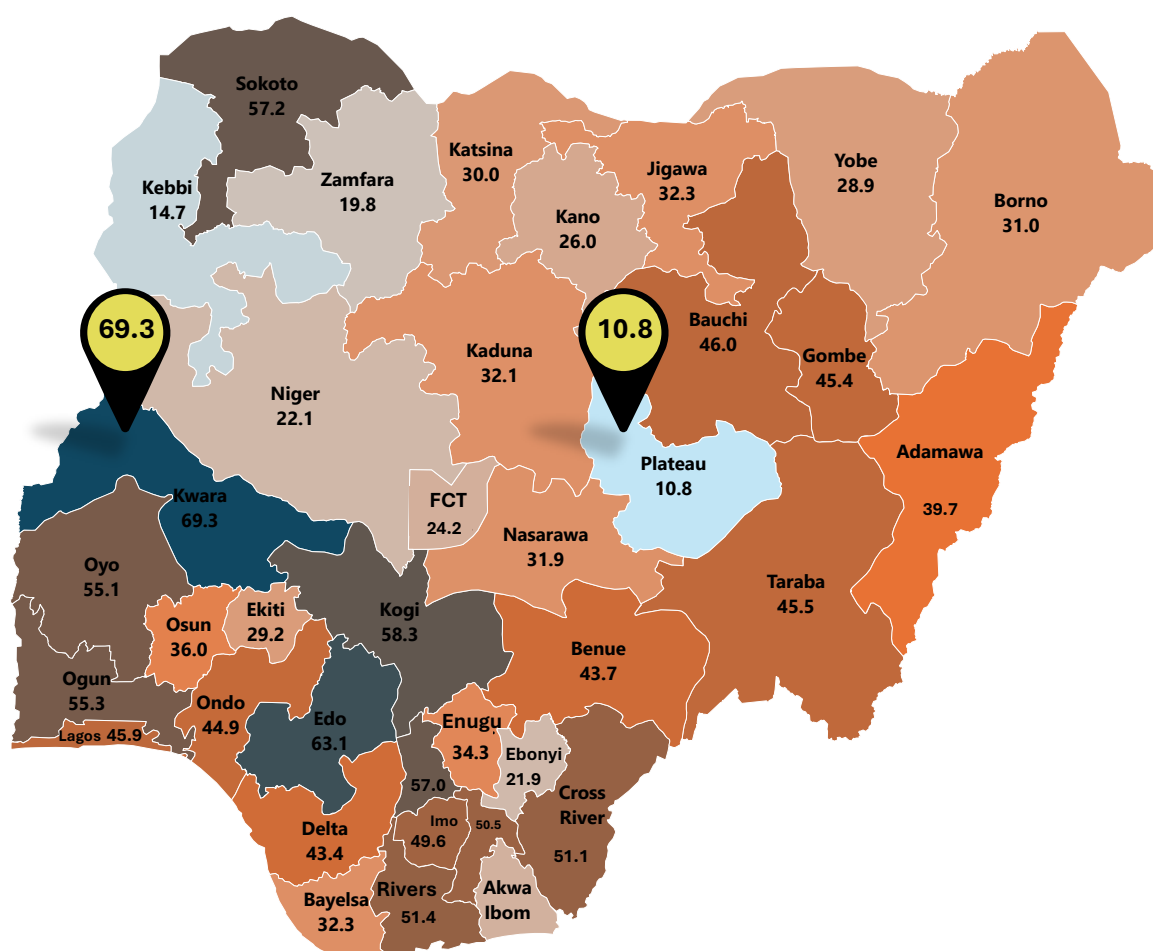 Sokoto
57.2
Kebbi
14.7
Zamfara
19.8
Katsina
30.0
Kano
26.0
Jigawa
32.3
Yobe
28.9
Borno
31.0
69.3
10.8
Kaduna
32.1
Bauchi
46.0
Gombe
45.4
Niger
22.1
Adamawa
39.7
Plateau
10.8
Kwara
69.3
FCT
24.2
Nasarawa
31.9
Oyo
55.1
Taraba
45.5
Ekiti
29.2
Osun
36.0
Kogi
58.3
Benue
43.7
Ogun
55.3
Lagos 45.9
Ondo
44.9
Edo
63.1
Enugu
34.3
Ebonyi
21.9
57.0
Cross
River
51.1
Imo
49.6
50.5
Delta
43.4
Bayelsa
32.3
Rivers
51.4
Akwa
Ibom